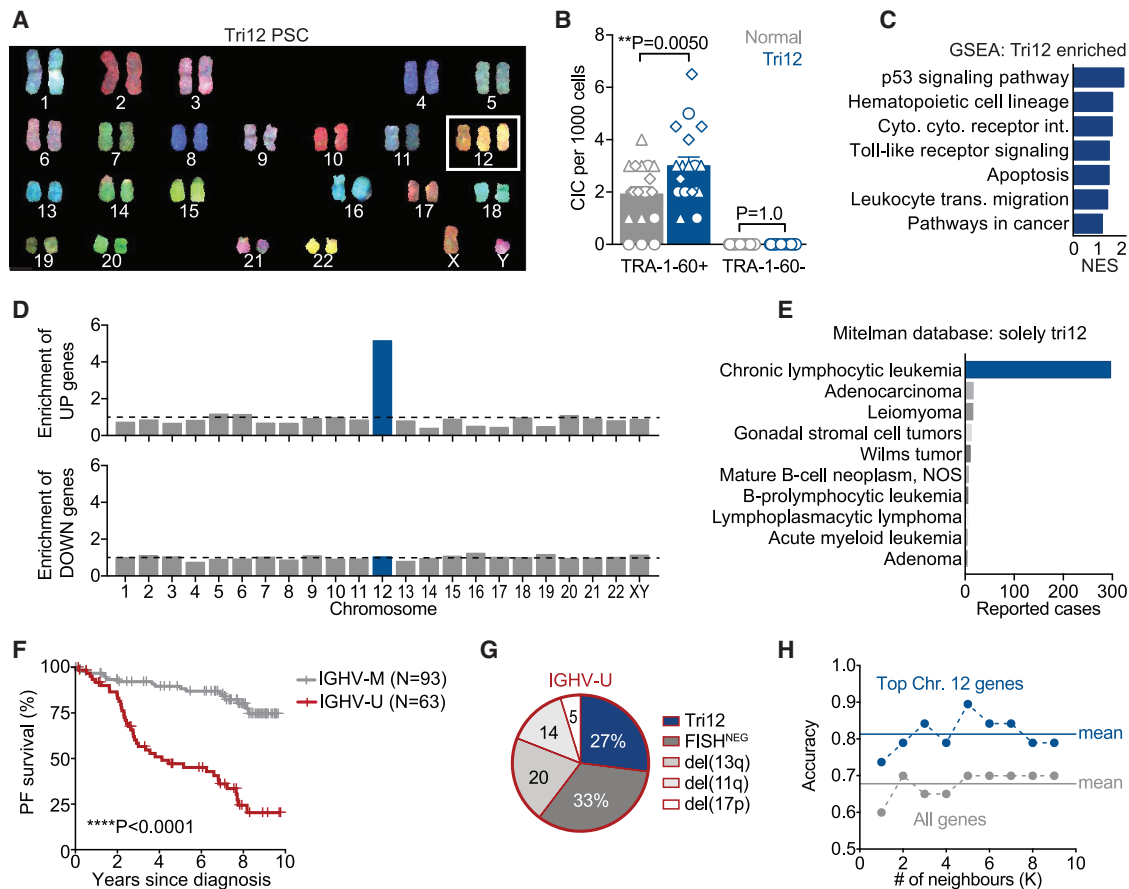 A
Tri12 PSC
1 2 3 4 5
6 7 8 9 10 11 12
13 14 15 16 17 18
19 20 21 22 X Y
B
**P=0.0050
Normal
Tri12
P=1.0
CIC per 1000 cells
8
6
4
2
0
TRA-1-60+ TRA-1-60-
C
GSEA: Tri12 enriched
p53 signaling pathway
Hematopoietic cell lineage
Cyto. cyto. receptor int.
Toll-like receptor signaling
Apoptosis
Leukocyte trans. migration
Pathways in cancer
0 1 2
NES
D
Enrichment of
UP genes
6
4
2
0
Enrichment of
DOWN genes
6
4
2
0
1 2 3 4 5 6 7 8 9 10 11 12 13 14 15 16 17 18 19 20 21 22 XY
Chromosome
E
Mitelman database: solely tri12
Chronic lymphocytic leukemia
Adenocarcinoma
Leiomyoma
Gonadal stromal cell tumors
Wilms tumor
Mature B-cell neoplasm, NOS
B-prolymphocytic leukemia
Lymphoplasmacytic lymphoma
Acute myeloid leukemia
Adenoma
0 100 200 300
Reported cases
F
PF survival (%)
100
75
50
25
0
IGHV-M (N=93)
IGHV-U (N=63)
****P<0.0001
0 2 4 6 8 10
Years since diagnosis
G
IGHV-U
5
14
20
27%
33%
Tri12
FISHNEG
del(13q)
del(11q)
del(17p)
H
Accuracy
1.0
0.9
0.8
0.7
0.6
0.5
Top Chr. 12 genes
mean
mean
All genes
0 2 4 6 8 10
# of neighbours (K)